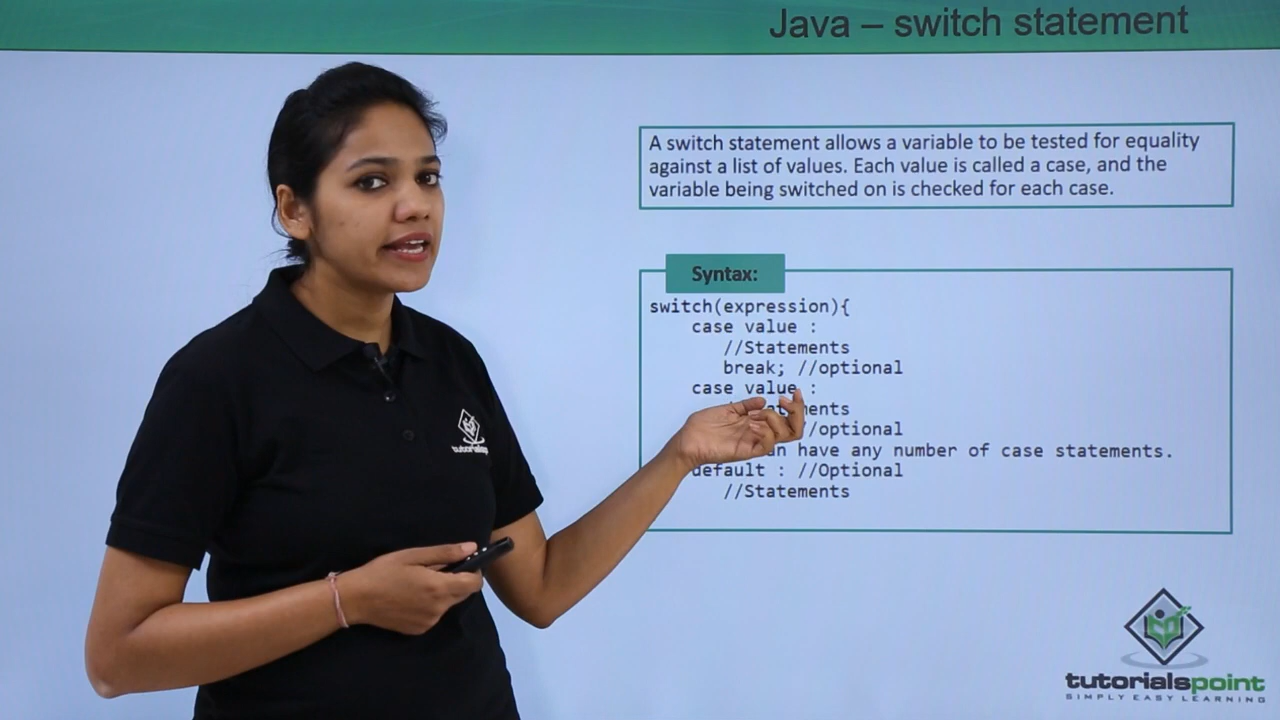 Java – switch statement
A switch statement allows a variable to be tested for equality
against a list of values. Each value is called a case, and the
variable being switched on is checked for each case.
Syntax:
switch(expression){
case value :
//Statements
break; //optional
case value :
//optional
have any number of case statements.
default : //Optional
//Statements
tutorialspoint
SIMPLY EASY LEARNING